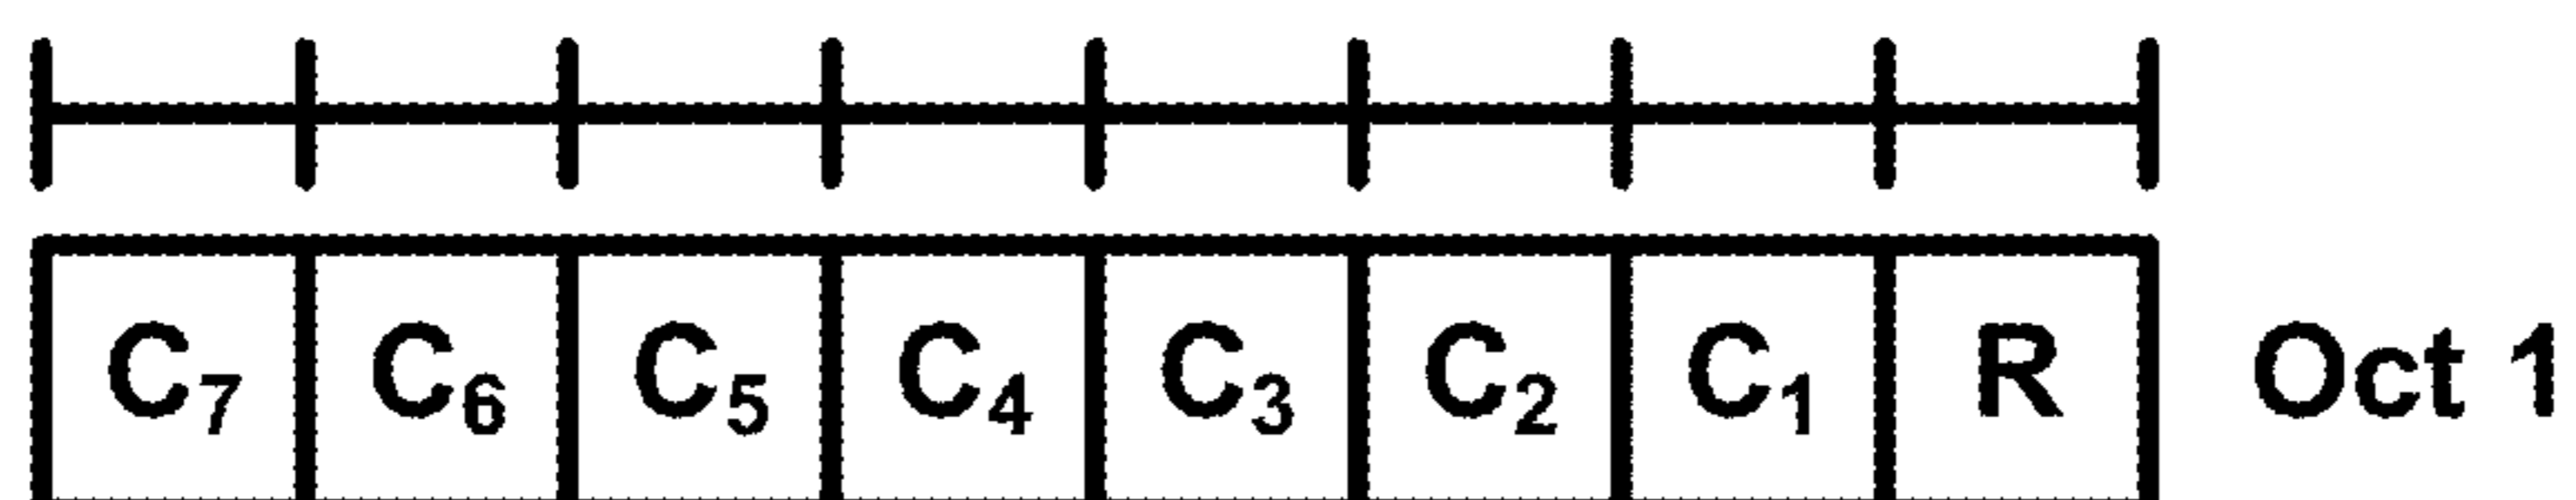 C₇ C₆ C₅ C₄ C₃ C₂ C₁ R Oct 1